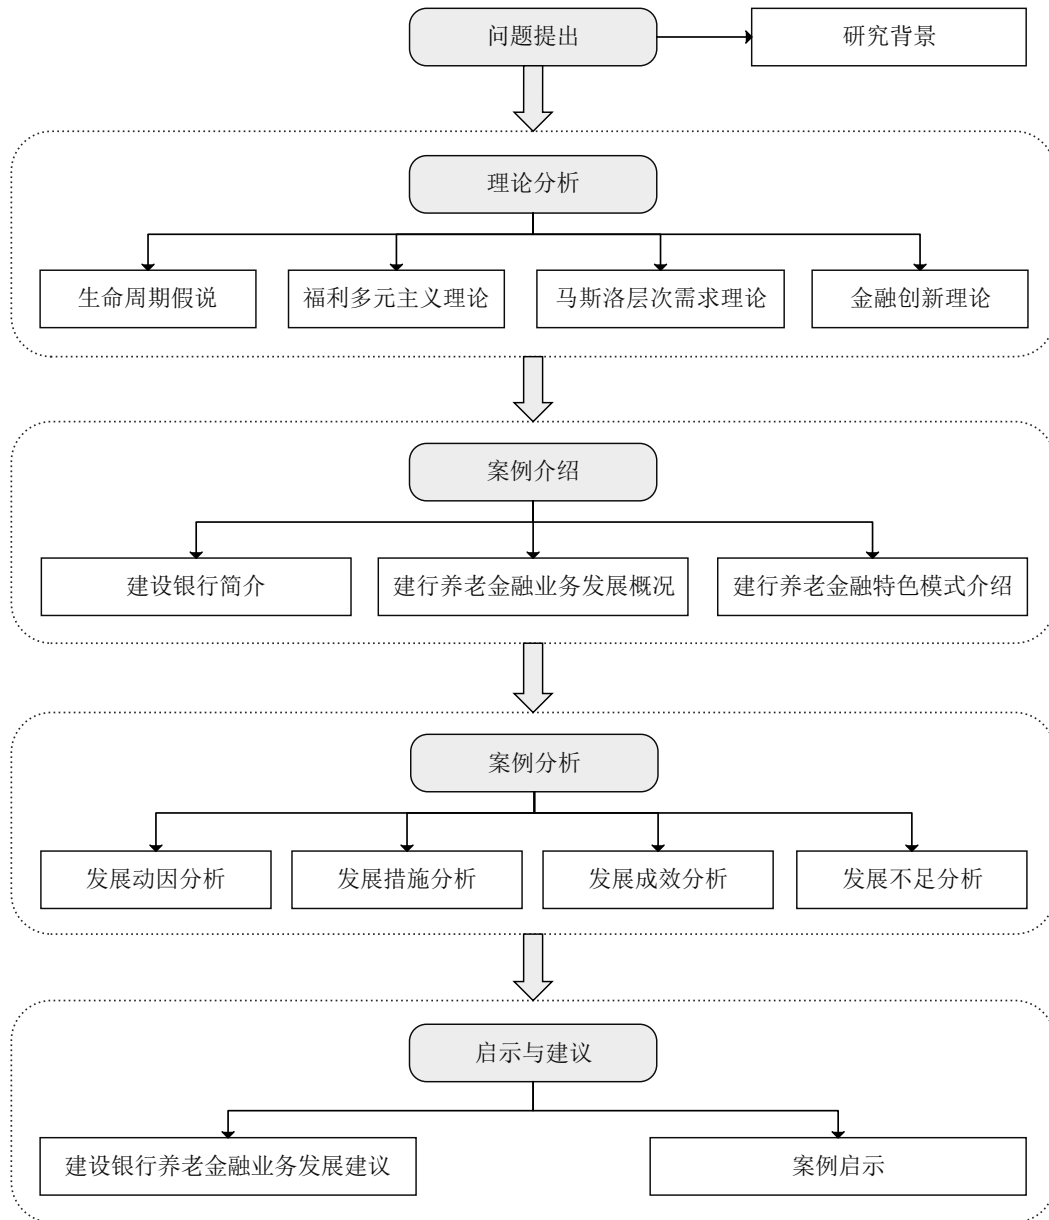 问题提出
研究背景
理论分析
生命周期假说
福利多元主义理论
马斯洛层次需求理论
金融创新理论
案例介绍
建设银行简介
建行养老金融业务发展概况
建行养老金融特色模式介绍
案例分析
发展动因分析
发展措施分析
发展成效分析
发展不足分析
启示与建议
建设银行养老金融业务发展建议
案例启示